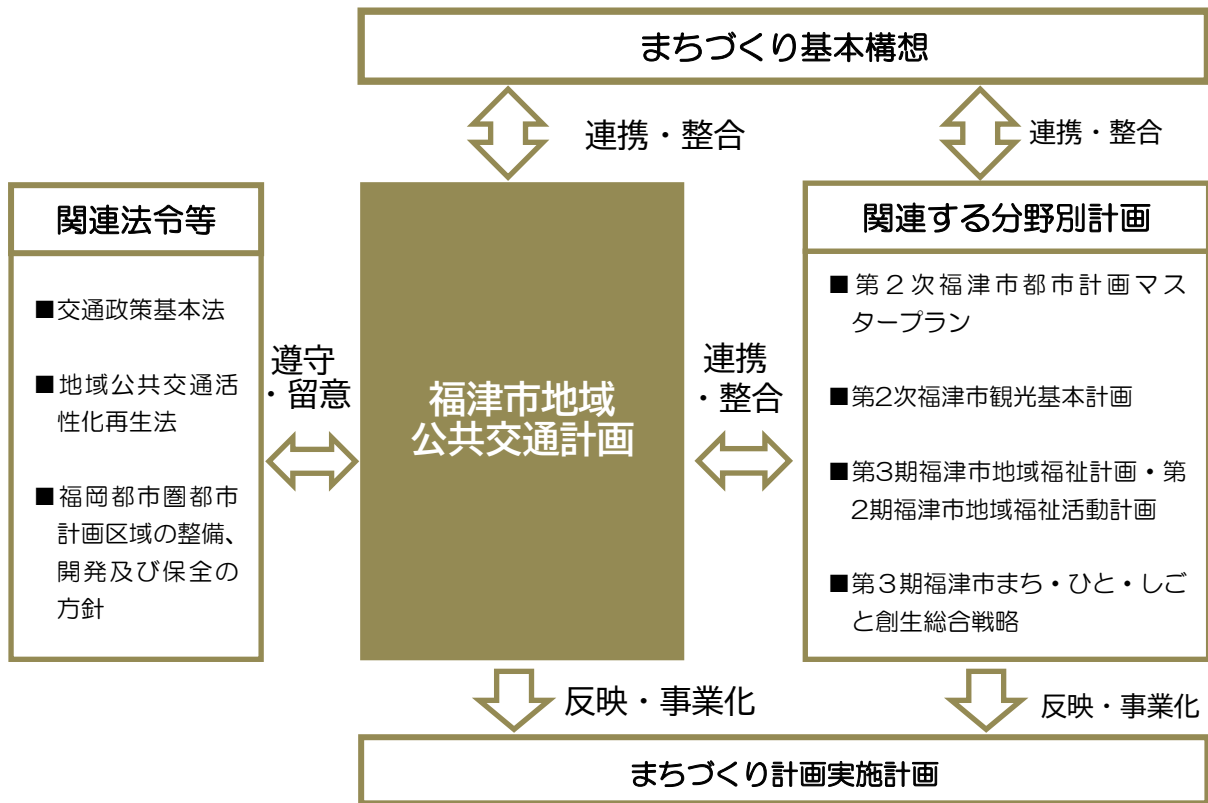 まちづくり基本構想
連携・整合
連携・整合
関連法令等
■交通政策基本法
■地域公共交通活
性化再生法
■福岡都市圏都市
計画区域の整備、
開発及び保全の
方針
遵守
・留意
福津市地域
公共交通計画
連携
・整合
関連する分野別計画
■第２次福津市都市計画マス
タープラン
■第2次福津市観光基本計画
■第3期福津市地域福祉計画・第
2期福津市地域福祉活動計画
■第３期福津市まち・ひと・しご
と創生総合戦略
反映・事業化
反映・事業化
まちづくり計画実施計画